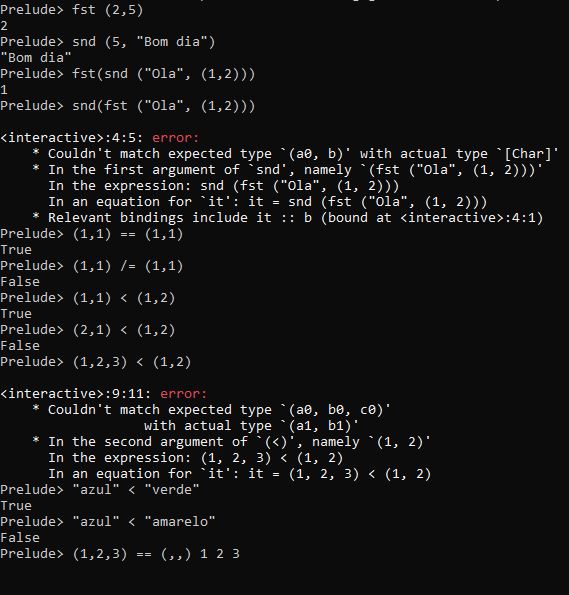 Prelude> fst (2,5)
2
Prelude> snd (5, "Bom dia")
"Bom dia"
Prelude> fst(snd ("Ola", (1,2)))
1
Prelude> snd(fst ("Ola", (1,2)))

<interactive>:4:5: error:
    * Couldn't match expected type `(a0, b)' with actual type `[Char]'
    * In the first argument of `snd', namely `(fst ("Ola", (1, 2)))'
      In the expression: snd (fst ("Ola", (1, 2)))
      In an equation for `it': it = snd (fst ("Ola", (1, 2)))
    * Relevant bindings include it :: b (bound at <interactive>:4:1)
Prelude> (1,1) == (1,1)
True
Prelude> (1,1) /= (1,1)
False
Prelude> (1,1) < (1,2)
True
Prelude> (2,1) < (1,2)
False
Prelude> (1,2,3) < (1,2)

<interactive>:9:11: error:
    * Couldn't match expected type `(a0, b0, c0)'
                  with actual type `(a1, b1)'
    * In the second argument of `(<)', namely `(1, 2)'
      In the expression: (1, 2, 3) < (1, 2)
      In an equation for `it': it = (1, 2, 3) < (1, 2)
Prelude> "azul" < "verde"
True
Prelude> "azul" < "amarelo"
False
Prelude> (1,2,3) == (,,) 1 2 3